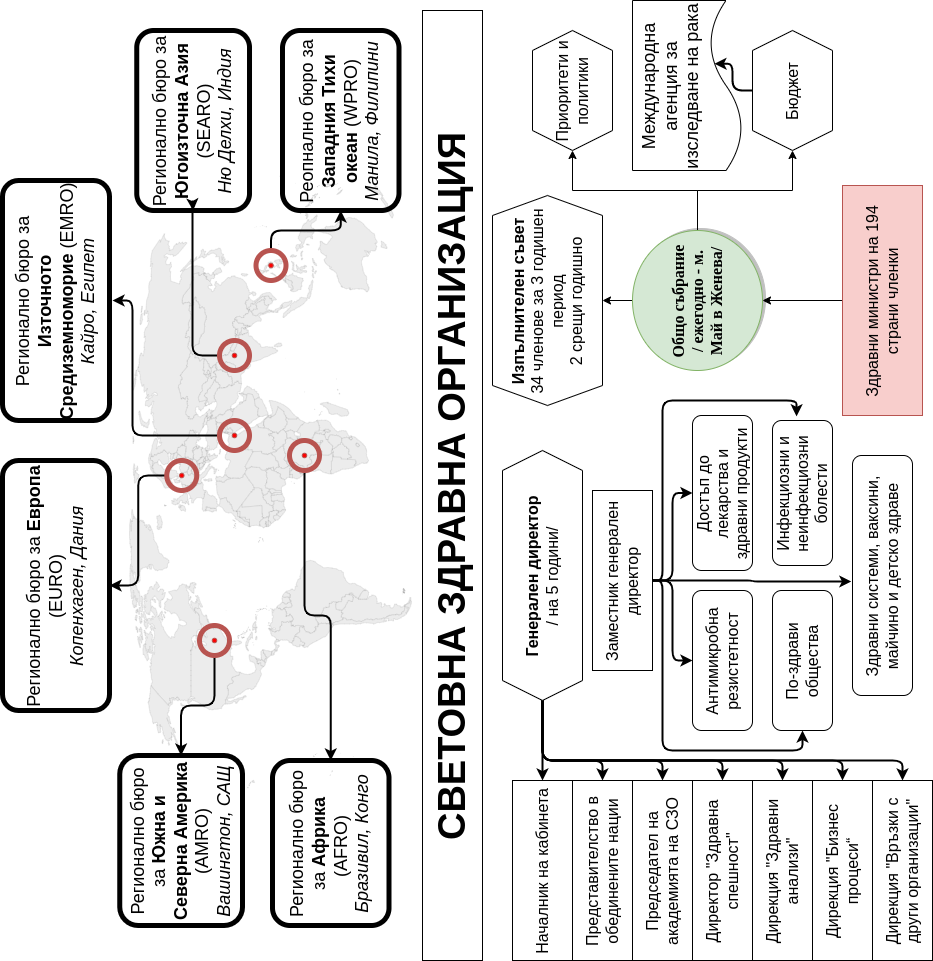 Регионално бюро
за Южна и
Северна Америка
(AMRO)
Вашингтон, САЩ
Регионално бюро за Европа
(EURO)
Копенхаген, Дания
Регионално бюро за
Източното
Средиземноморие (EMRO)
Кайро, Египет
Регионално бюро за
Югоизточна Азия
(SEARO)
Ню Делхи, Индия
Регионално бюро
за Африка
(AFRO)
Бразивил, Конго
Реопнално бюро за
Западния Тихи
океан (WPRO)
Манила, Филипини
СВЕТОВНА ЗДРАВНА ОРГАНИЗАЦИЯ
Генерален директор
/ на 5 години/
Изпълнителен съвет
34 членове за 3 годишен
период
2 срещи годишно
Приоритети и
политики
Заместник генерален
директор
Общо събрание
/ ежегодно - м.
Май в Женева/
Международна
агенция за
изследване на рака
Бюджет
Здравни министри на 194
страни членки
Антимикробна
резистетност
Достъп до
лекарства и
здравни продукти
По-здрави
общества
Инфекциозни и
неинфекциозни
болести
Здравни системи, ваксини,
майчино и детско здраве
Началник на кабинета
Представителство в
обединените нации
Председател на
академията на СЗО
Директор "Здравна
спешност"
Дирекция "Здравни
анализи"
Дирекция "Бизнес
процеси“
Дирекция "Връзки с
други организации"